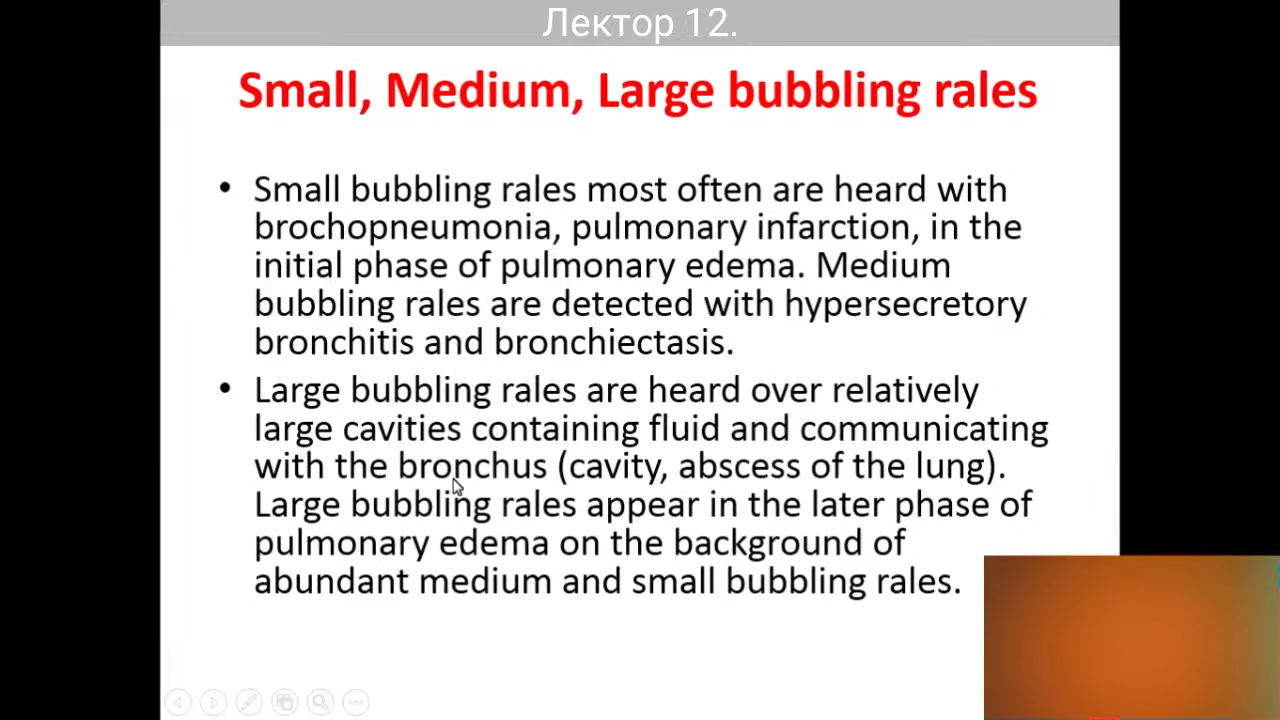 Лектор 12.
Small, Medium, Large bubbling rales
• Small bubbling rales most often are heard with
brochopneumonia, pulmonary infarction, in the
initial phase of pulmonary edema. Medium
bubbling rales are detected with hypersecretory
bronchitis and bronchiectasis.
• Large bubbling rales are heard over relatively
large cavities containing fluid and communicating
with the bronchus (cavity, abscess of the lung).
Large bubbling rales appear in the later phase of
pulmonary edema on the background of
abundant medium and small bubbling rales.